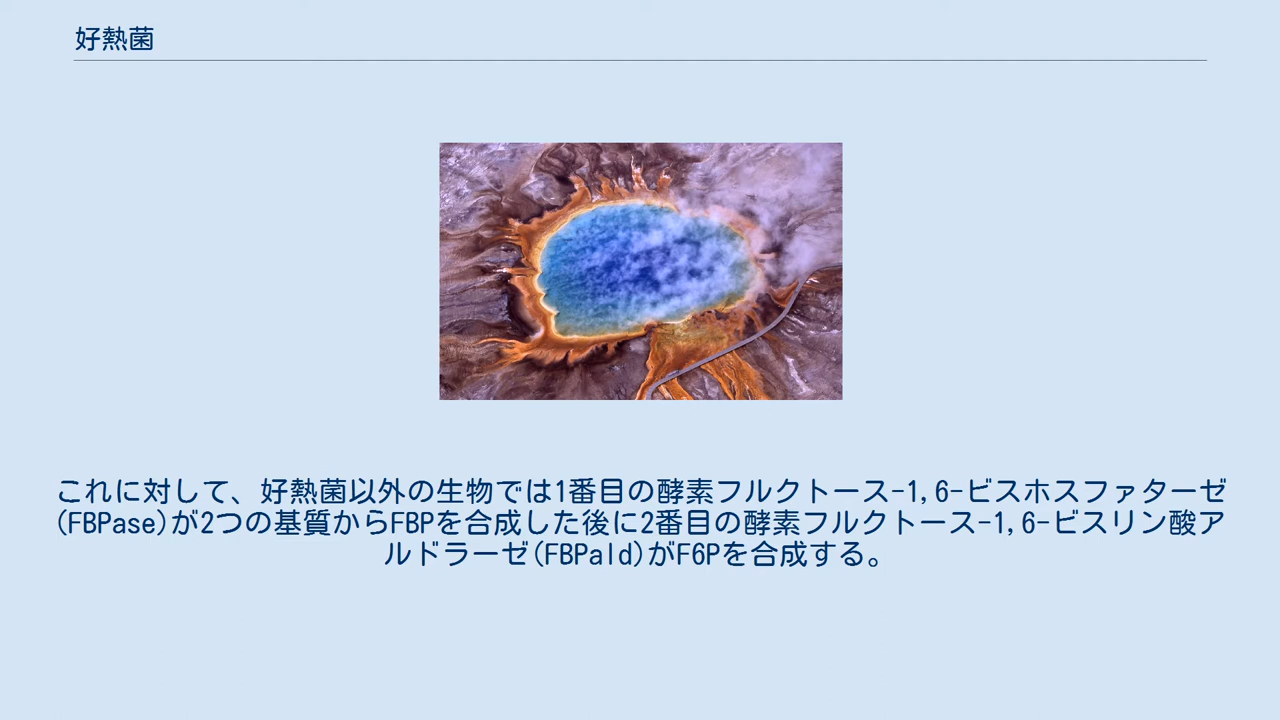 好熱菌
これに対して、好熱菌以外の生物では1番目の酵素フルクトース-1,6-ビスホスファターゼ
(FBPase)が2つの基質からFBPを合成した後に2番目の酵素フルクトース-1,6-ビスリン酸ア
ルドラーゼ(FBPald)がF6Pを合成する。